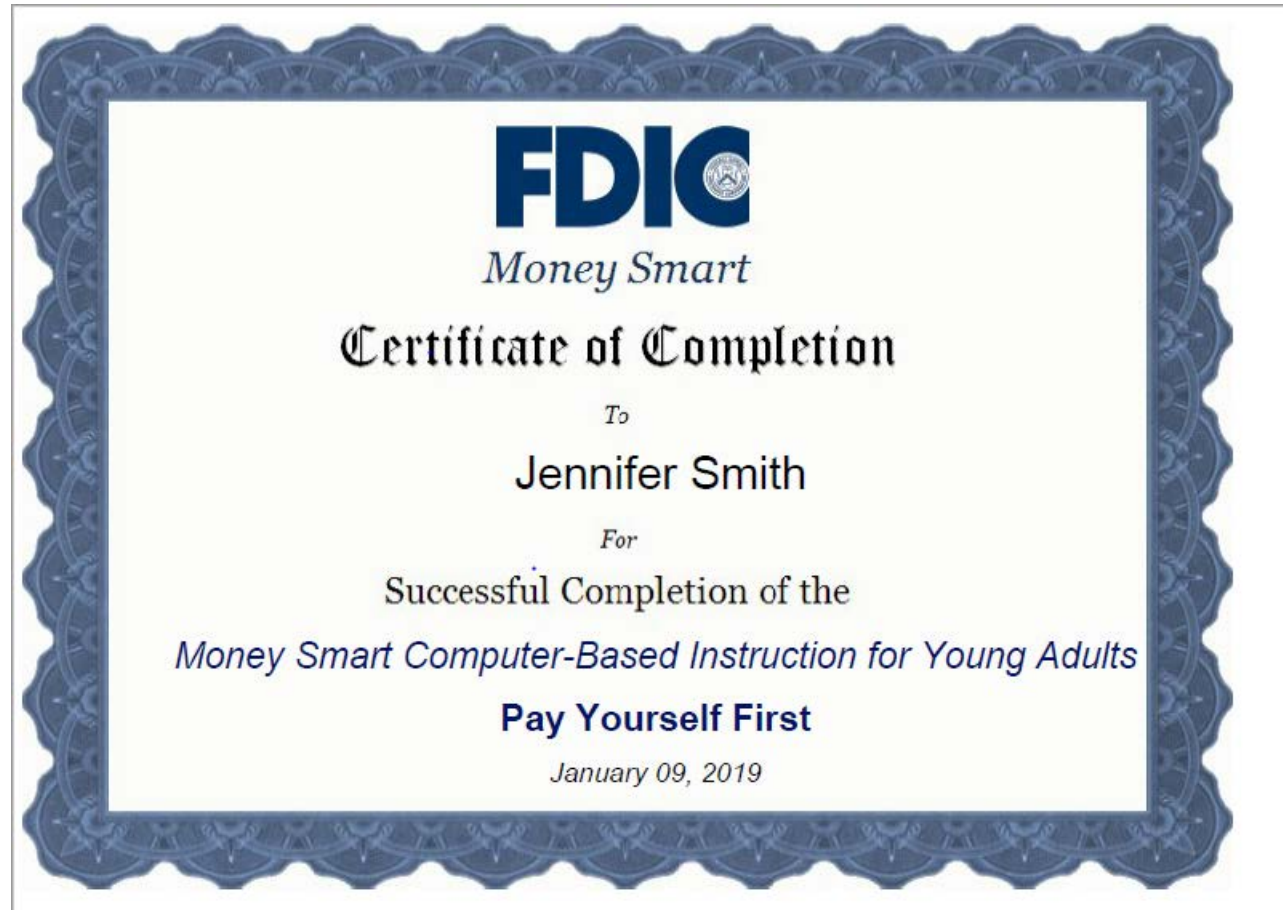 FDIC
Money Smart
Certificate of Completion
To
Jennifer Smith
For
Successful Completion of the
Money Smart Computer-Based Instruction for Young Adults
Pay Yourself First
January 09, 2019